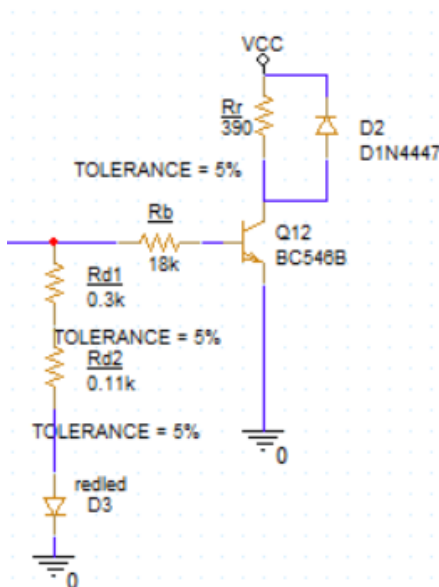 VCC
Rr
390
D2
D1N4447
TOLERANCE = 5%
Rb
18k
Q12
BC546B
Rd1
0.3k
TOLERANCE = 5%
Rd2
0.11k
TOLERANCE = 5%
0
redled
D3
0